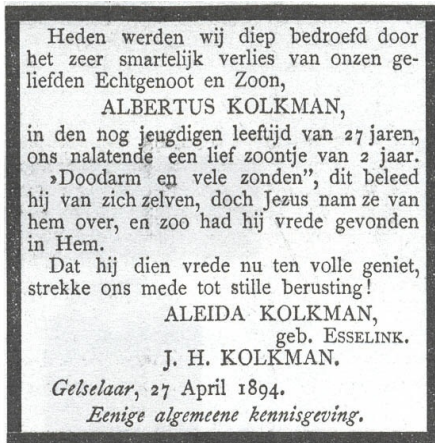 Heden werden wij diep bedroefd door
het zeer smartelijk verlies van onzen ge-
liefden Echtgenoot en Zoon,
ALBERTUS KOLKMAN,
in den nog jeugdigen leeftijd van 27 jaren,
ons nalatende een lief zoontje van 2 jaar.
»Doodarm en vele zonden”, dit beleed
hij van zich zelven, doch Jezus nam ze van
hem over, en zoo had hij vrede gevonden
in Hem.
Dat hij dien vrede nu ten volle geniet,
strekke ons mede tot stille berusting!
ALEIDA KOLKMAN,
geb. ESSELINK.
J. H. KOLKMAN.
Gelselaar, 27 April 1894.
Eenige algemeene kennisgeving.